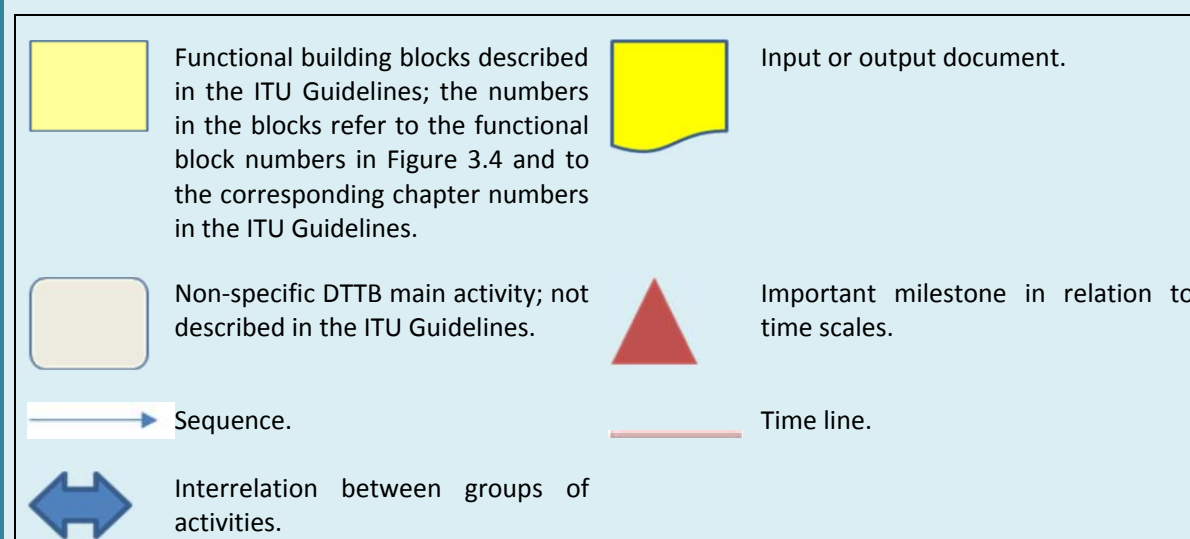 Functional building blocks described
in the ITU Guidelines; the numbers
in the blocks refer to the functional
block numbers in Figure 3.4 and to
the corresponding chapter numbers
in the ITU Guidelines.
Input or output document.
Non-specific DTTB main activity; not
described in the ITU Guidelines.
Important milestone in relation to
time scales.
Sequence.
Time line.
Interrelation between groups of
activities.